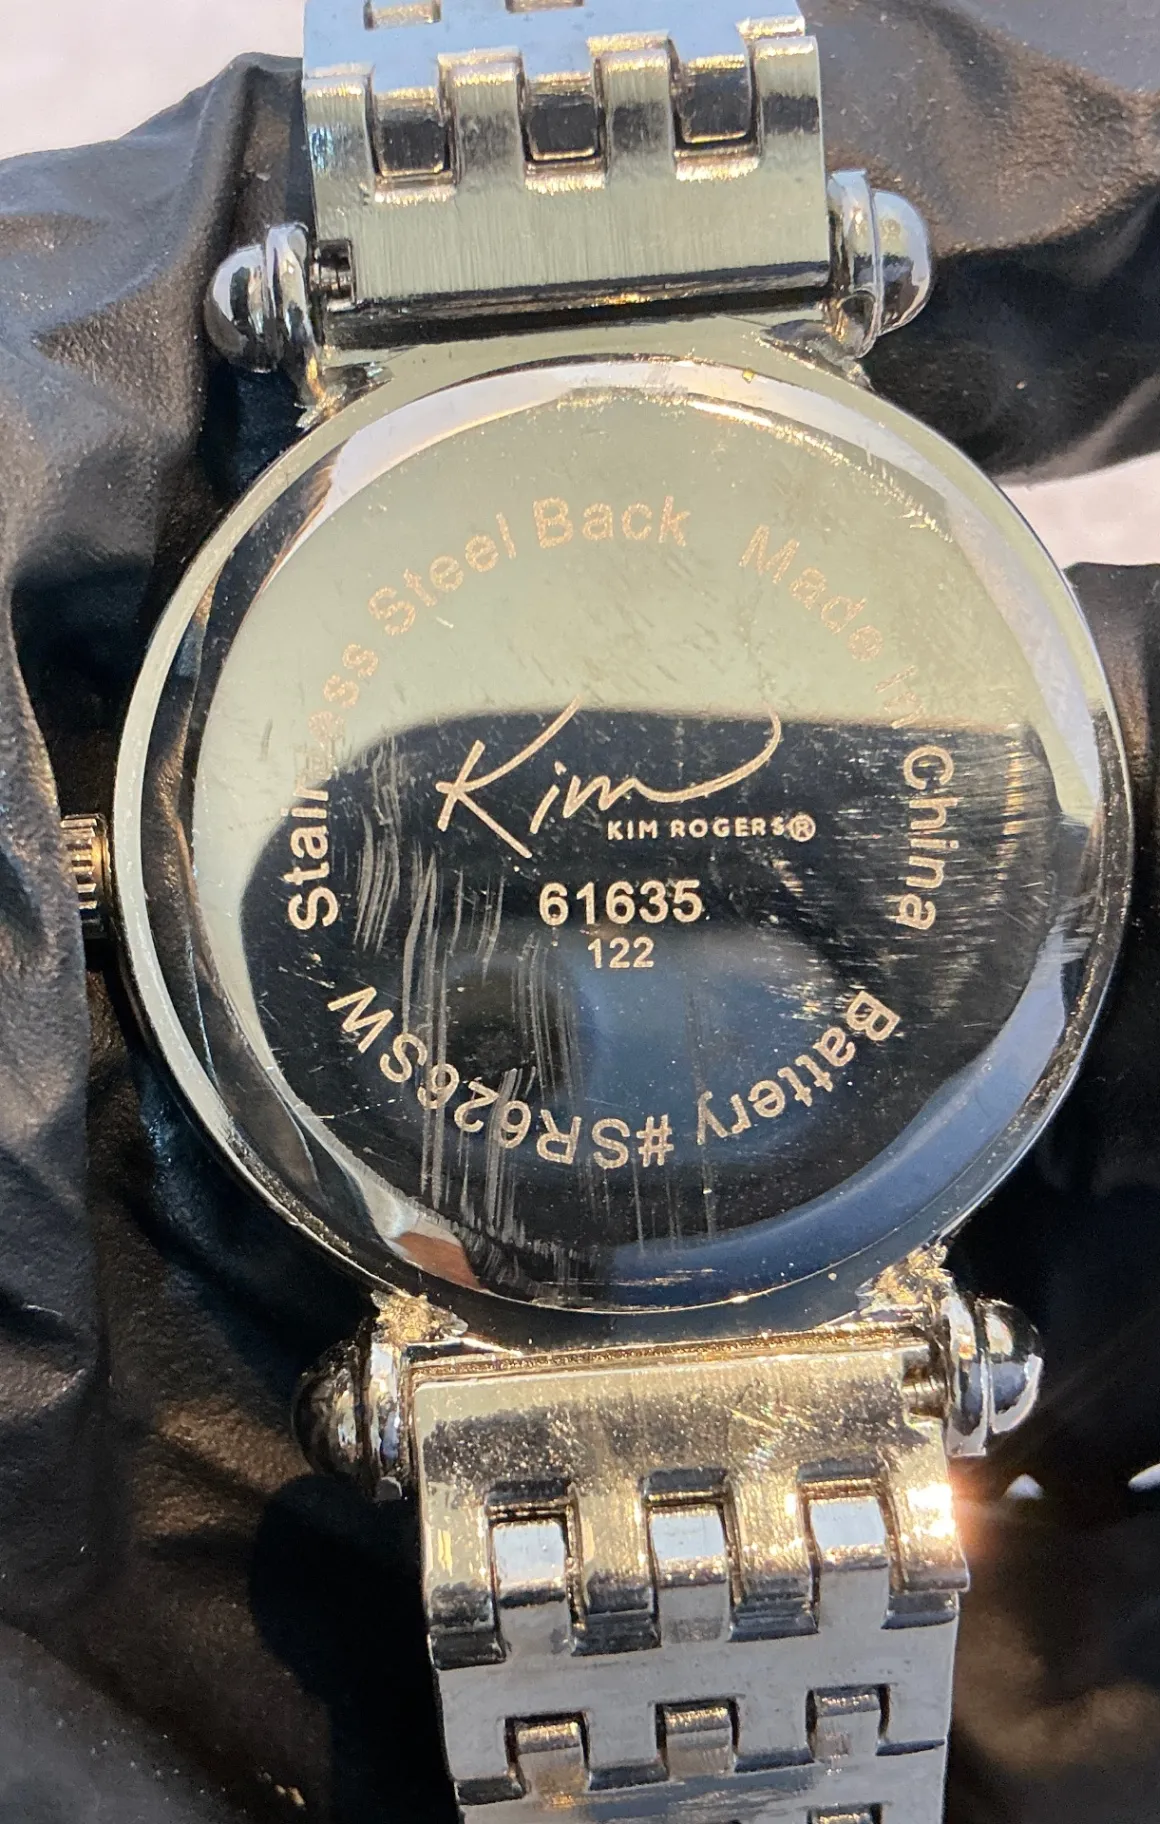 Stainless Steel Back Made In China
Kim
KIM ROGERS®
61635
122
Battery #SR626SW